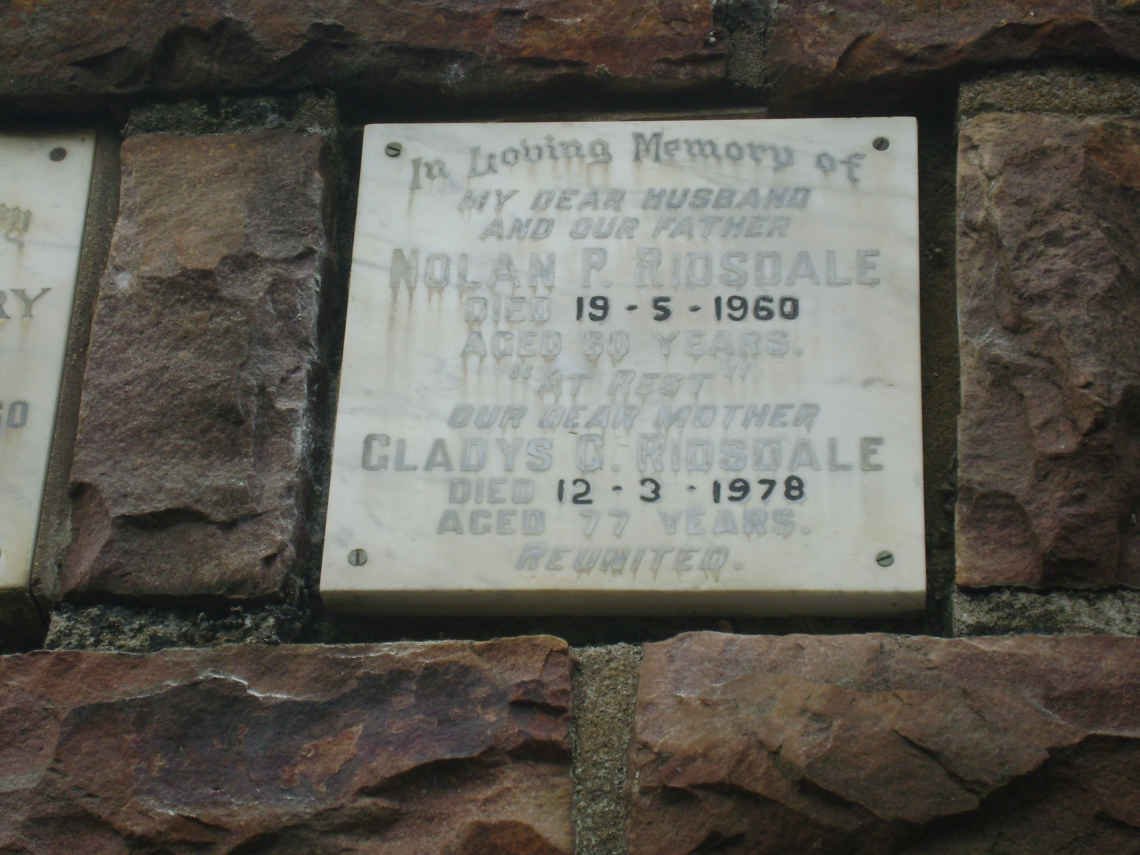 In Loving Memory of
MY DEAR HUSBAND
AND OUR FATHER
NOLAN P. RIDSDALE
DIED 19-5-1960
AGED 60 YEARS.
"AT REST"
OUR DEAR MOTHER
GLADYS G. RIDSDALE
DIED 12-3-1978
AGED 77 YEARS.
REUNITED.